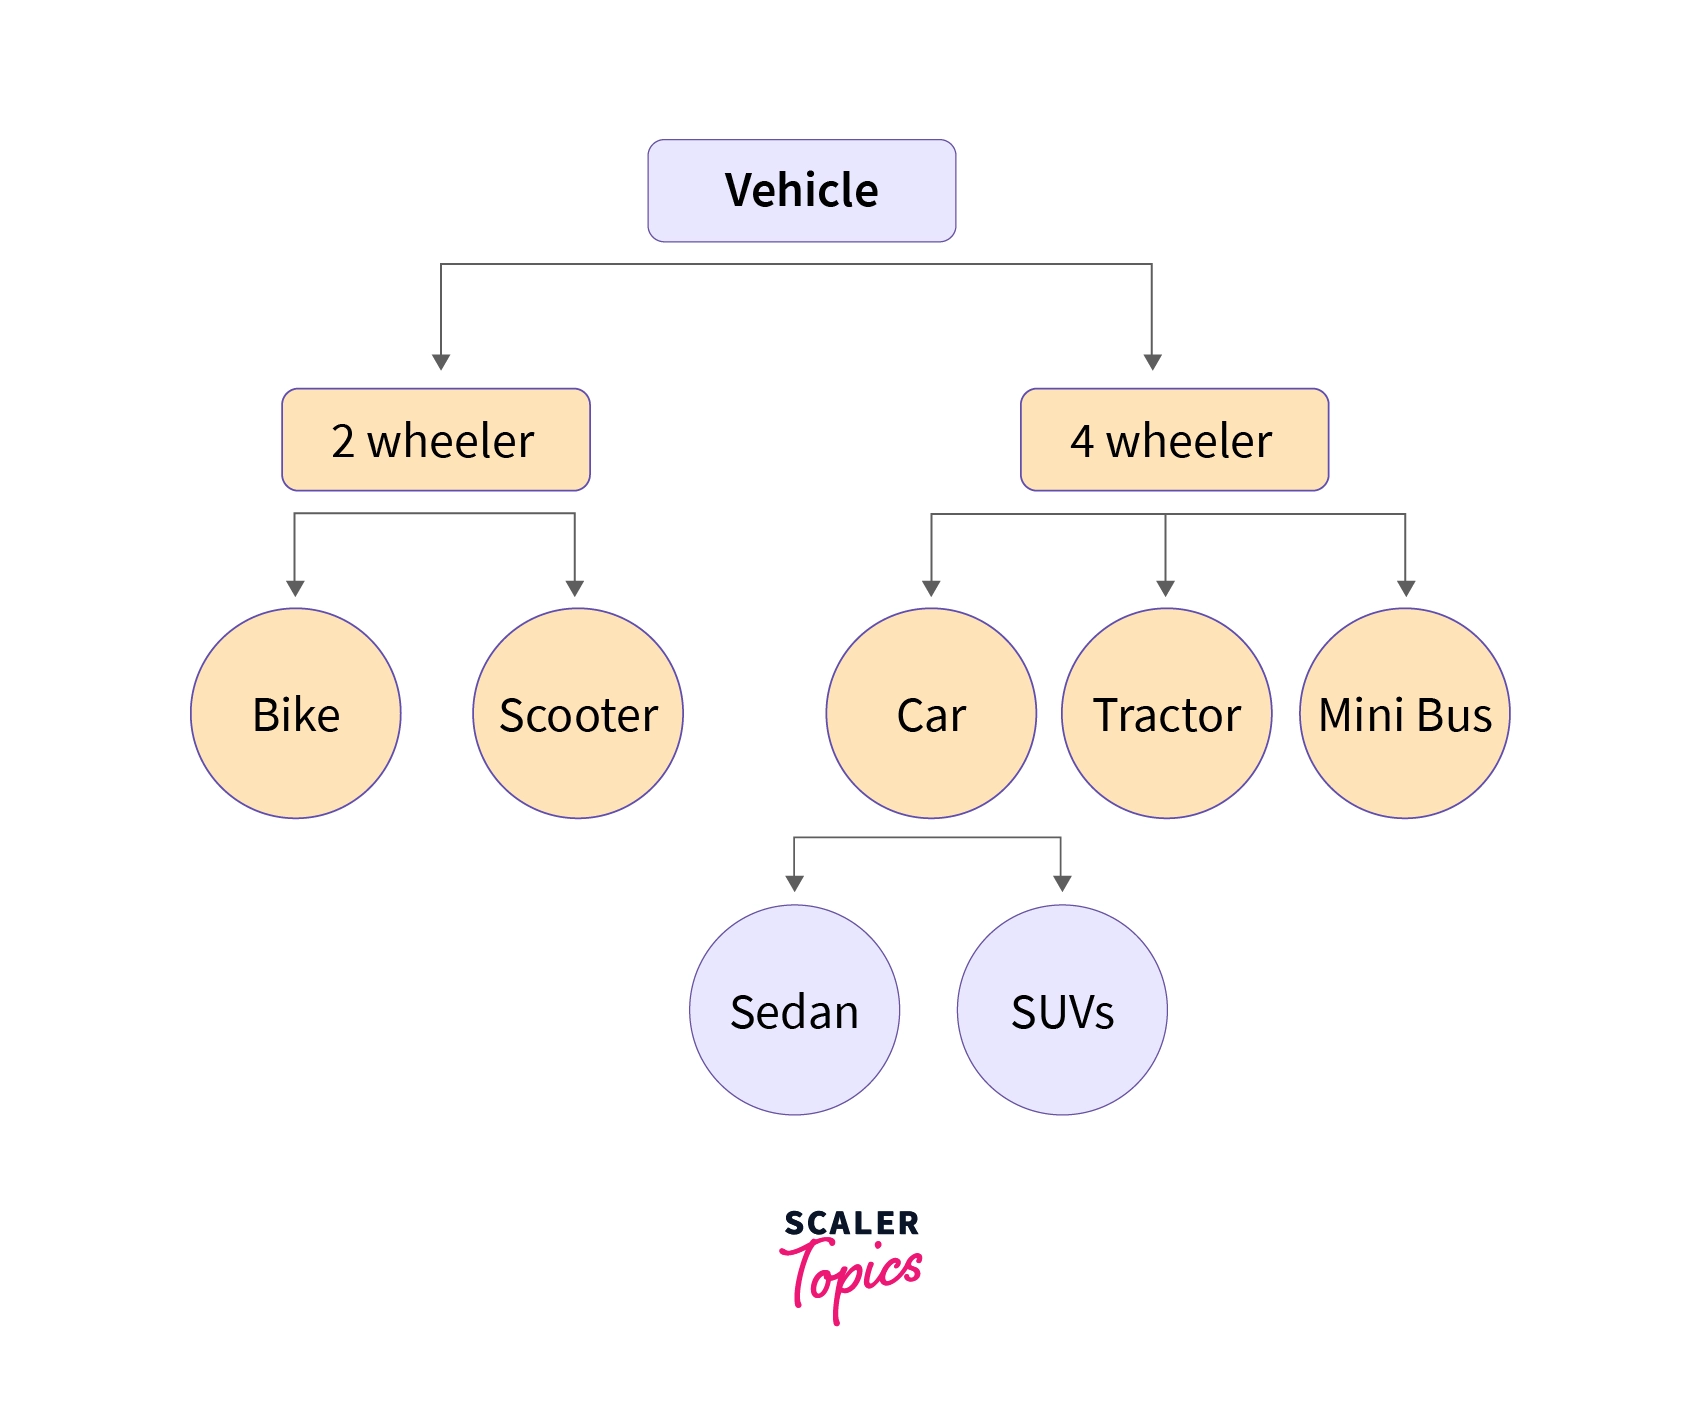 Vehicle
2 wheeler
4 wheeler
Bike
Scooter
Car
Tractor
Mini Bus
Sedan
SUVs
SCALER
Topics